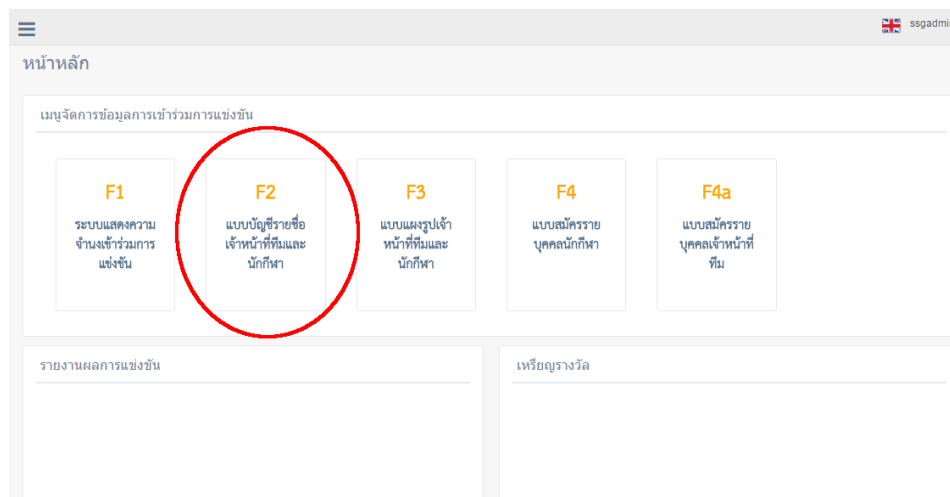 ssgadmin
หน้าหลัก
เมนูจัดการข้อมูลการเข้าร่วมการแข่งขัน
F1
ระบบแสดงความ
จำนงเข้าร่วมการ
แข่งขัน
F2
แบบบัญชีรายชื่อ
เจ้าหน้าที่ทีมและ
นักกีฬา
F3
แบบแผงรูปเจ้า
หน้าที่ทีมและ
นักกีฬา
F4
แบบสมัครราย
บุคคลนักกีฬา
F4a
แบบสมัครราย
บุคคลเจ้าหน้าที่
ทีม
รายงานผลการแข่งขัน
เหรียญรางวัล